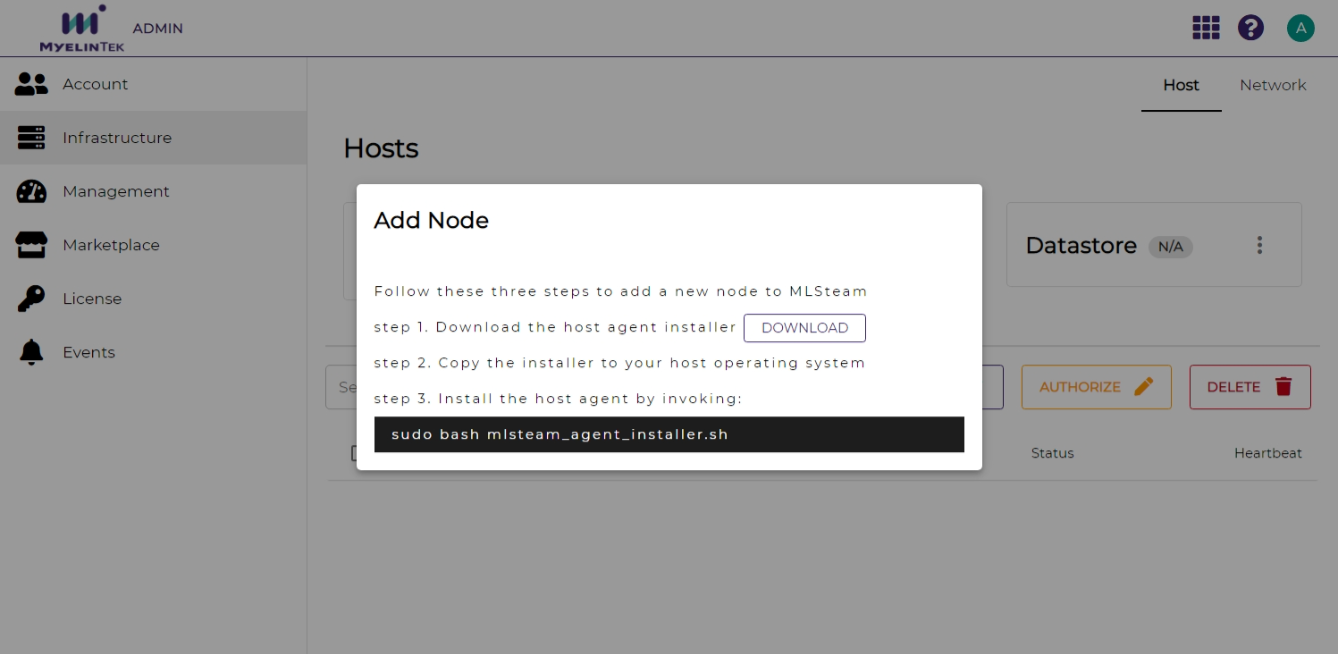 MYELINTEK
ADMIN
A
Account
Infrastructure
Management
Marketplace
License
Events
Host
Network
Hosts
Datastore N/A
Add Node
Follow these three steps to add a new node to MLSteam
step 1. Download the host agent installer DOWNLOAD
step 2. Copy the installer to your host operating system
step 3. Install the host agent by invoking:
sudo bash mlsteam_agent_installer.sh
AUTHORIZE
DELETE
Status
Heartbeat